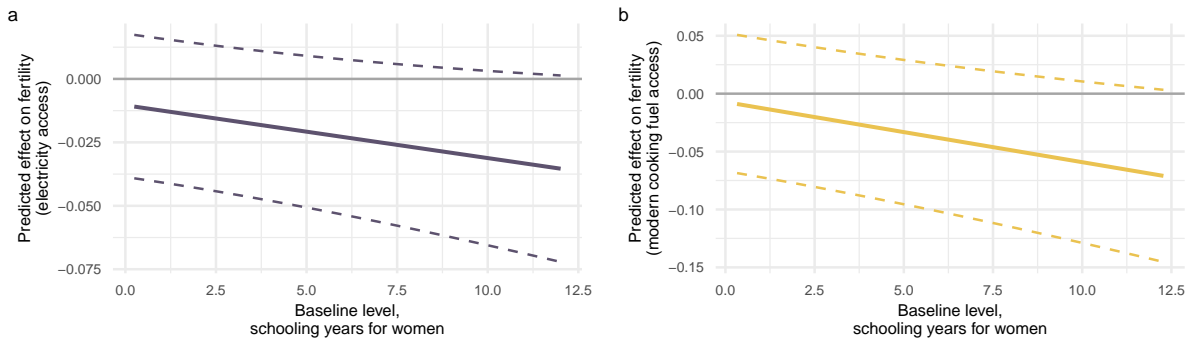 a
Predicted effect on fertility
(electricity access)
0.000
−0.025
−0.050
−0.075
0.0
2.5
5.0
7.5
10.0
12.5
Baseline level,
schooling years for women
b
Predicted effect on fertility
(modern cooking fuel access)
0.05
0.00
−0.05
−0.10
−0.15
0.0
2.5
5.0
7.5
10.0
12.5
Baseline level,
schooling years for women